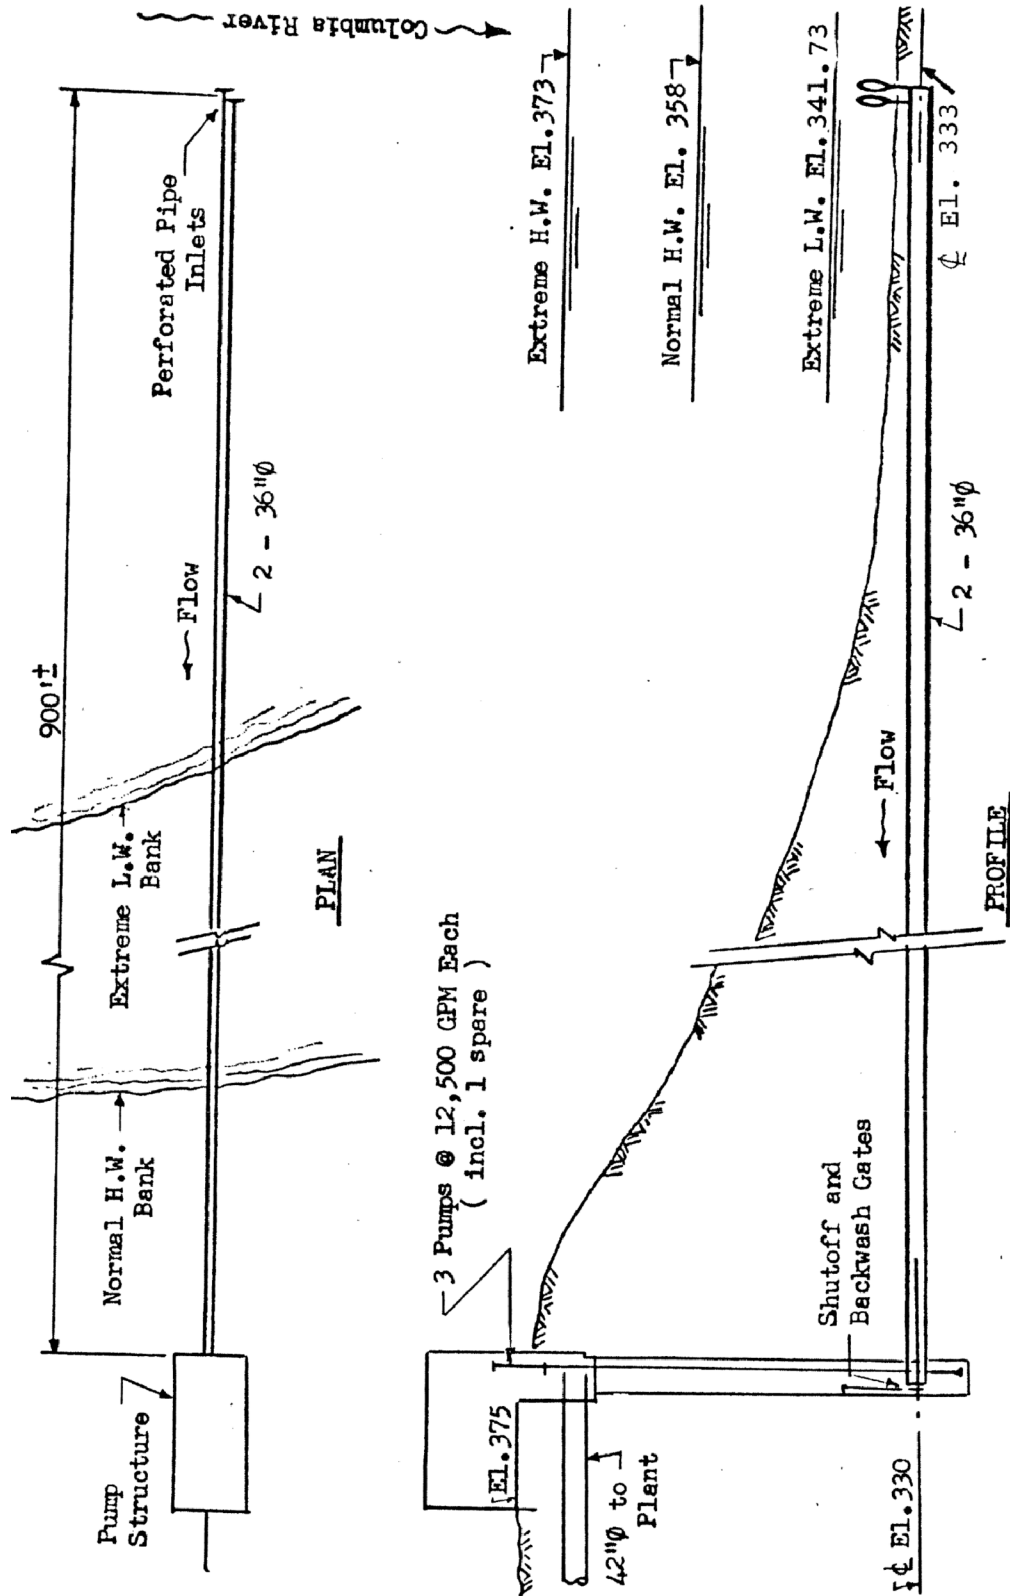 Columbia River
900'±
Perforated Pipe
Inlets
Flow
2 - 36"Ø
Extreme L.W.
Bank
Normal H.W.
Bank
Pump
Structure
PLAN
Extreme H.W. El.373
Normal H.W. El. 358
Extreme L.W. El.341.73
℄ El. 333
3 Pumps @ 12,500 GPM Each
( incl. 1 spare )
Flow
2 - 36"Ø
Shutoff and
Backwash Gates
El.375
42"Ø to
Plant
℄ El.330
PROFILE